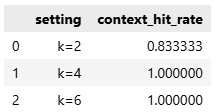 setting context_hit_rate
0 k=2 0.833333
1 k=4 1.000000
2 k=6 1.000000